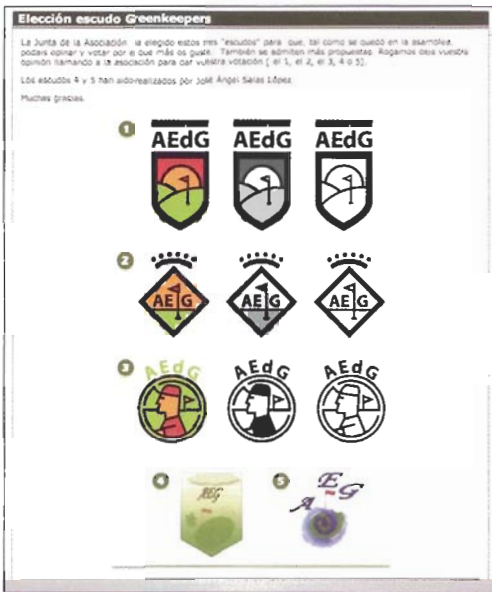 Elección escudo Greenkeepers
La Junta de la Asociación ha elegido estos tres "escudos" para que, tal como se quedó en la asamblea,
podáis opinar y votar por el que más os guste. También se admiten más propuestas. Rogamos deis vuestra
opinión llamando a la asociación para dar vuestra votación ( el 1, el 2, el 3, 4 o 5).
Los escudos 4 y 5 han sido realizados por José Ángel Salas López.
Muchas gracias.
1 AEdG AEdG AEdG
2 AE G AE G AE G
3 AEdG AEdG AEdG
4 AEG 5 A E G